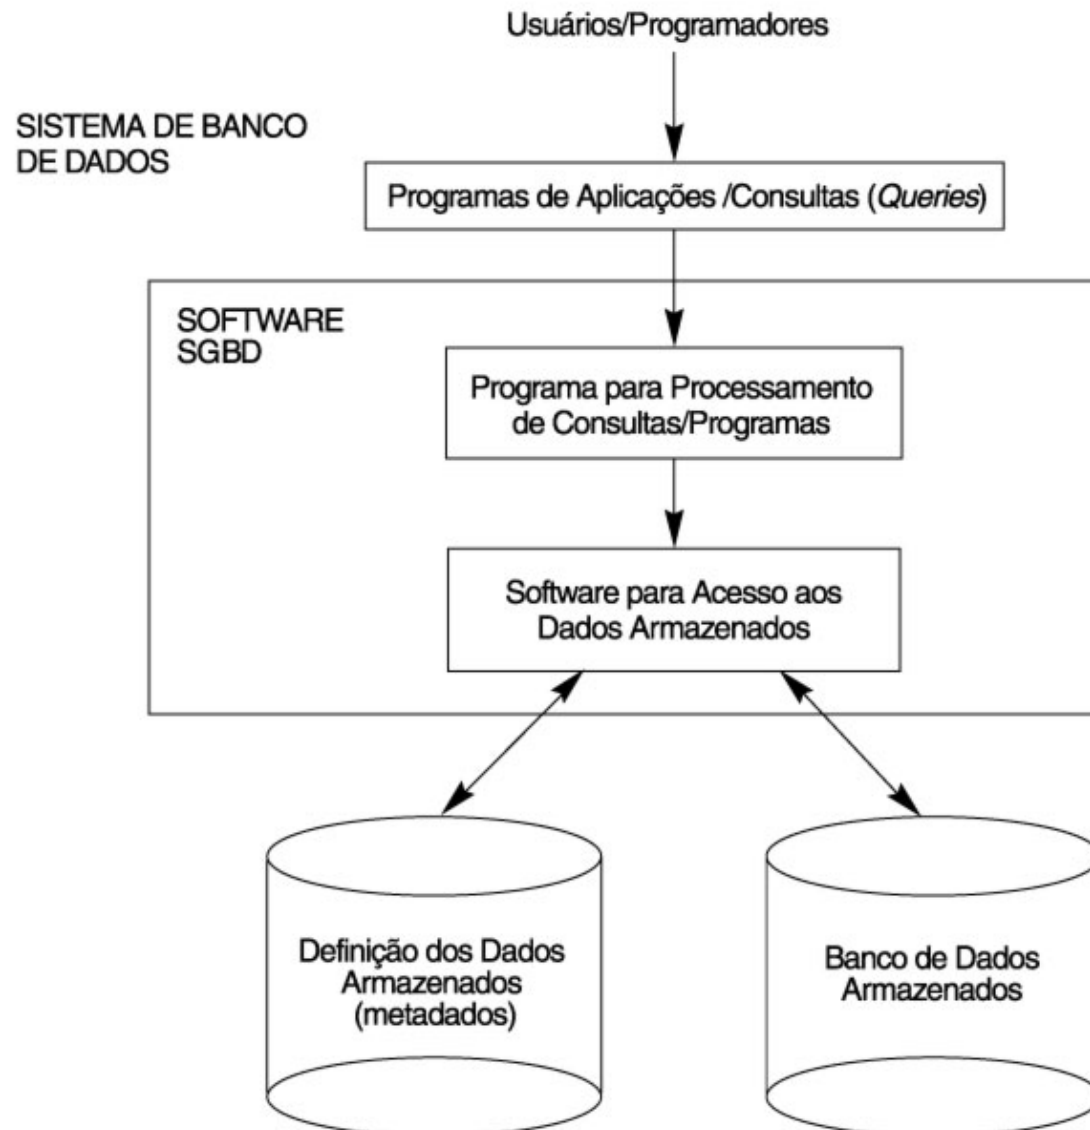 Usuários/Programadores
SISTEMA DE BANCO
DE DADOS
Programas de Aplicações /Consultas (Queries)
SOFTWARE
SGBD
Programa para Processamento
de Consultas/Programas
Software para Acesso aos
Dados Armazenados
Definição dos Dados
Armazenados
(metadados)
Banco de Dados
Armazenados